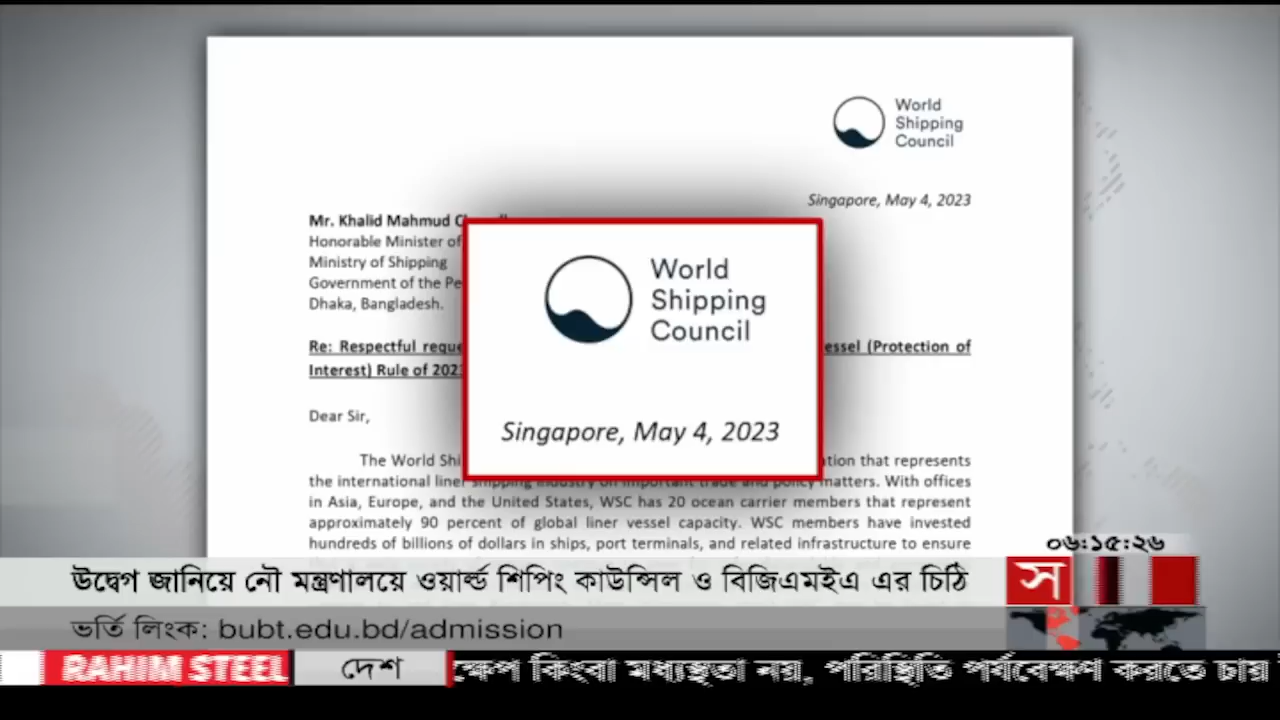 World
Shipping
Council
Singapore, May 4, 2023
Mr. Khalid Mahmud
Honorable Minister of
Ministry of Shipping
Government of the
Dhaka, Bangladesh.
World
Shipping
Council
Singapore, May 4, 2023
Re: Respectful (Protection of
Interest) Rule of
Dear Sir,
The World that represents
the international liner shipping industry on important trade and policy matters. With offices
in Asia, Europe, and the United States, WSC has 20 ocean carrier members that represent
approximately 90 percent of global liner vessel capacity. WSC members have invested
hundreds of billions of dollars in ships, port terminals, and related infrastructure to ensure
০৬:১৫:২৬
উদ্বেগ জানিয়ে নৌ মন্ত্রণালয়ে ওয়ার্ল্ড শিপিং কাউন্সিল ও বিজিএমইএ এর চিঠি
স
ভর্তি লিংক: bubt.edu.bd/admission
RAHIM STEEL দেশ ক্ষেপ কিংবা মধ্যস্থতা নয়, পরিস্থিতি পর্যবেক্ষণ করতে চায়